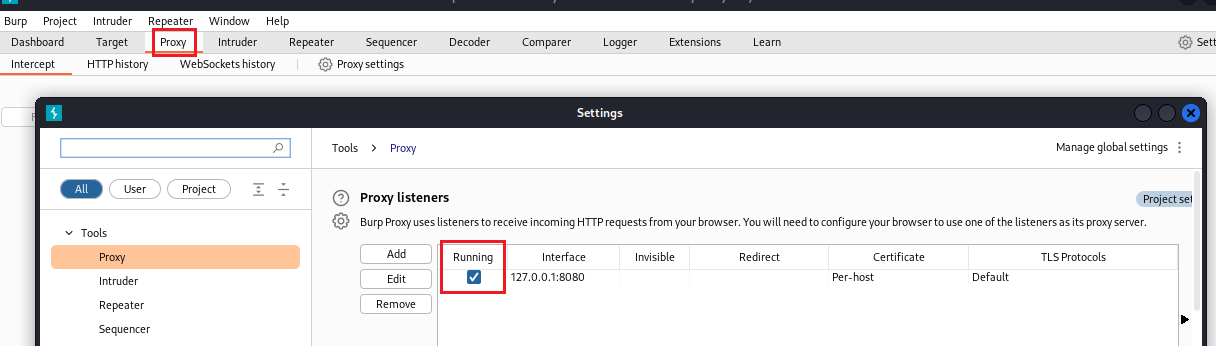 Burp Project Intruder Repeater Window Help
Dashboard Target Proxy Intruder Repeater Sequencer Decoder Comparer Logger Extensions Learn
Intercept HTTP history WebSockets history Proxy settings
Settings
Tools > Proxy Manage global settings
All User Project
Proxy listeners
Burp Proxy uses listeners to receive incoming HTTP requests from your browser. You will need to configure your browser to use one of the listeners as its proxy server.
Tools
Proxy
Intruder
Repeater
Sequencer
Add
Edit
Remove
Running Interface Invisible Redirect Certificate TLS Protocols
127.0.0.1:8080 Per-host Default